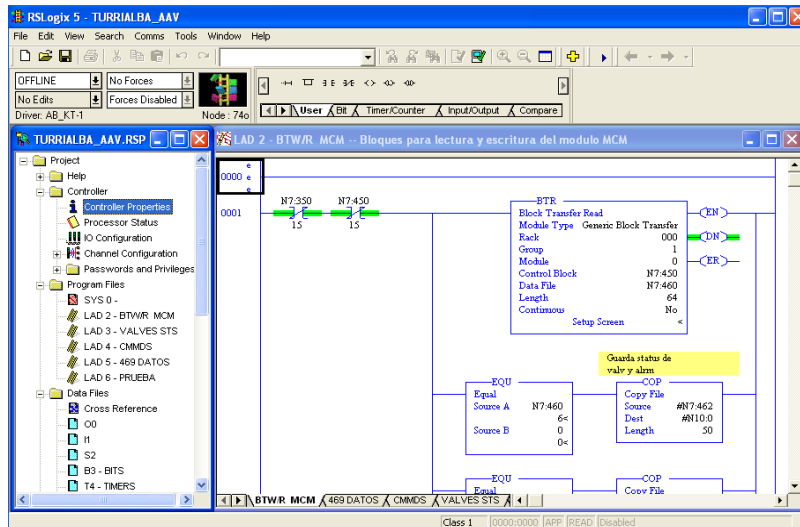 RSLogix 5 - TURRIALBA_AAV
File Edit View Search Comms Tools Window Help
OFFLINE No Forces
No Edits Forces Disabled
Driver: AB_KT-1 Node : 74o
User Bit Timer/Counter Input/Output Compare
TURRIALBA_AAV.RSP
Project
Help
Controller
Controller Properties
Processor Status
IO Configuration
Channel Configuration
Passwords and Privileges
Program Files
SYS 0 -
LAD 2 - BTW/R MCM
LAD 3 - VALVES STS
LAD 4 - CMMDS
LAD 5 - 469 DATOS
LAD 6 - PRUEBA
Data Files
Cross Reference
O0
I1
S2
B3 - BITS
T4 - TIMERS
LAD 2 - BTW/R MCM -- Bloques para lectura y escritura del modulo MCM
e
0000 e
e
0001
N7:350 N7:450
15 15
BTR
Block Transfer Read
Module Type Generic Block Transfer
Rack 000
Group 1
Module 0
Control Block N7:450
Data File N7:460
Length 64
Continuous No
Setup Screen <
EN
DN
ER
Guarda status de
valv y alrm
EQU
Equal
Source A N7:460
6<
Source B 0
0<
COP
Copy File
Source #N7:462
Dest #N10:0
Length 50
EQU
Equal
COP
Copy File
BTW/R MCM 469 DATOS CMMDS VALVES STS
Class 1 0000:0000 APP READ Disabled